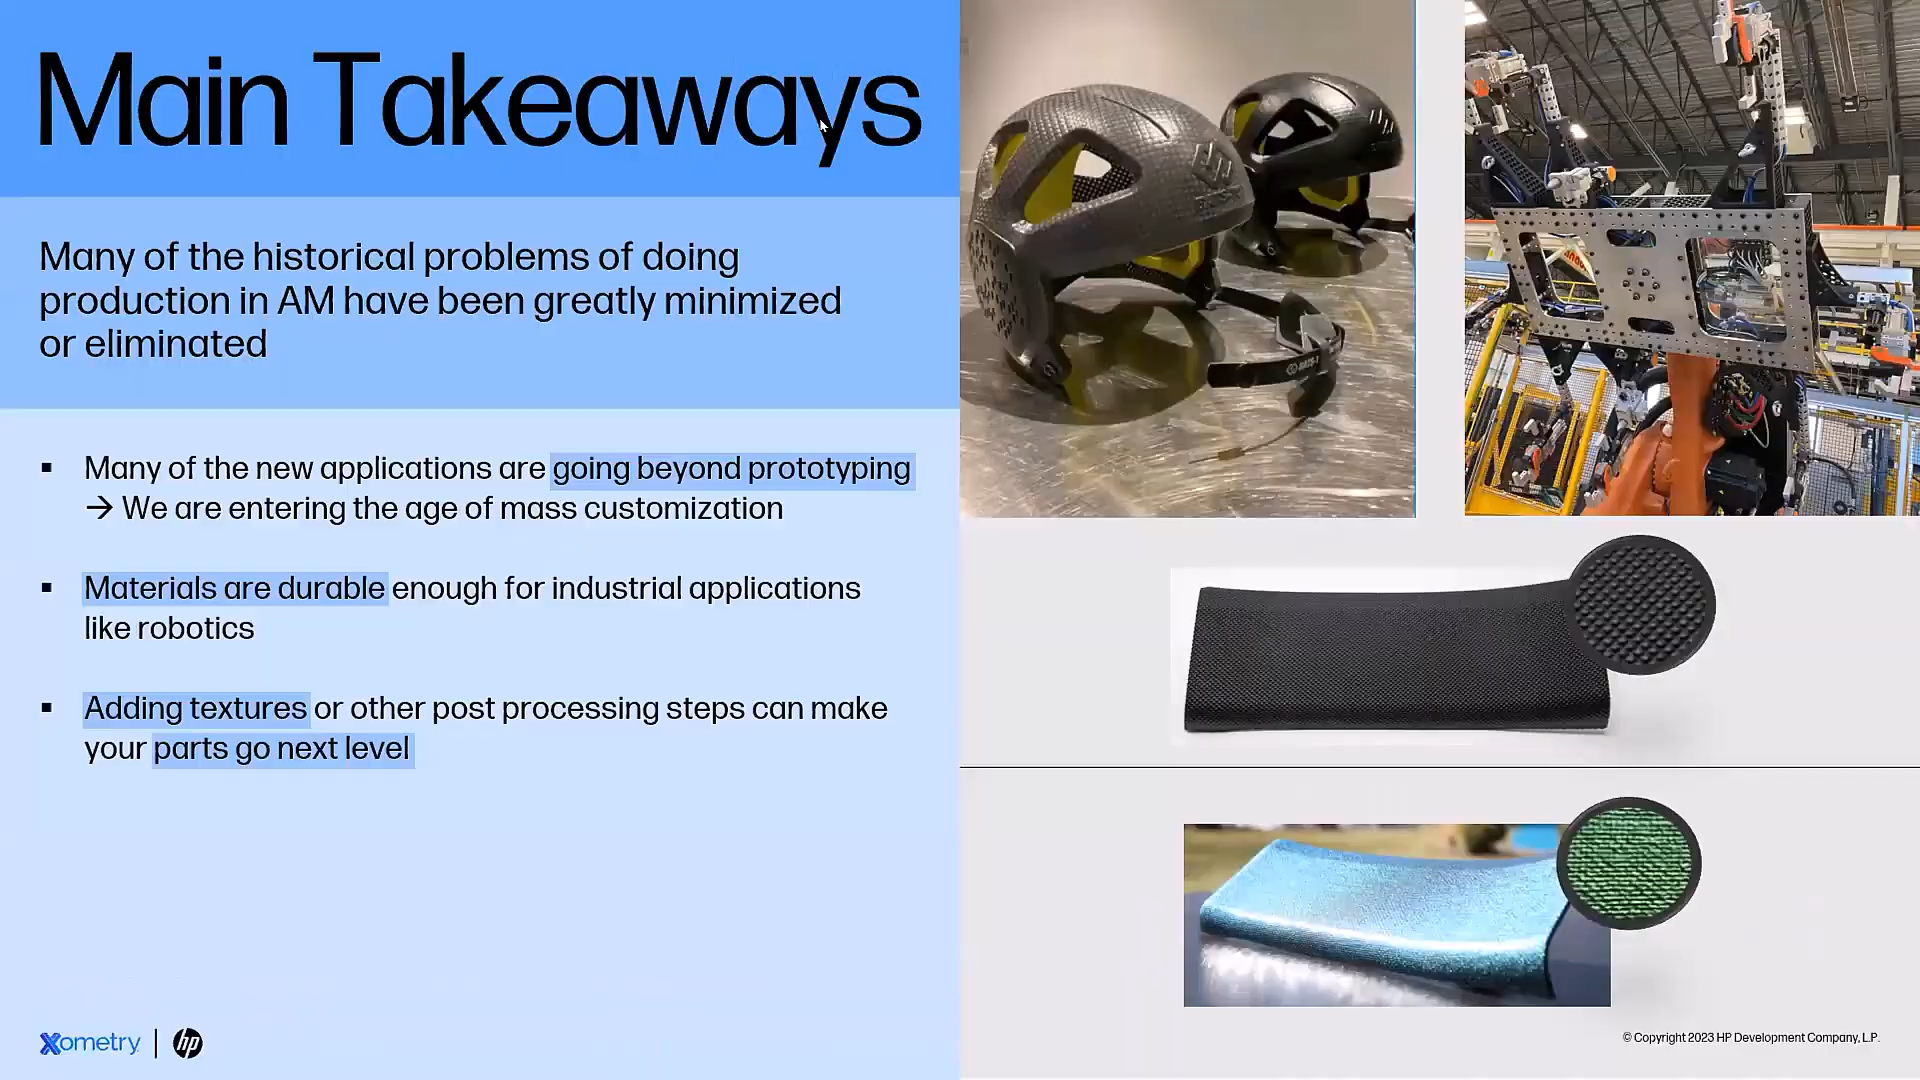 Main Takeaways
Many of the historical problems of doing
production in AM have been greatly minimized
or eliminated
▪ Many of the new applications are going beyond prototyping
→ We are entering the age of mass customization
▪ Materials are durable enough for industrial applications
like robotics
▪ Adding textures or other post processing steps can make
your parts go next level
Xometry | hp
© Copyright 2023 HP Development Company, L.P.